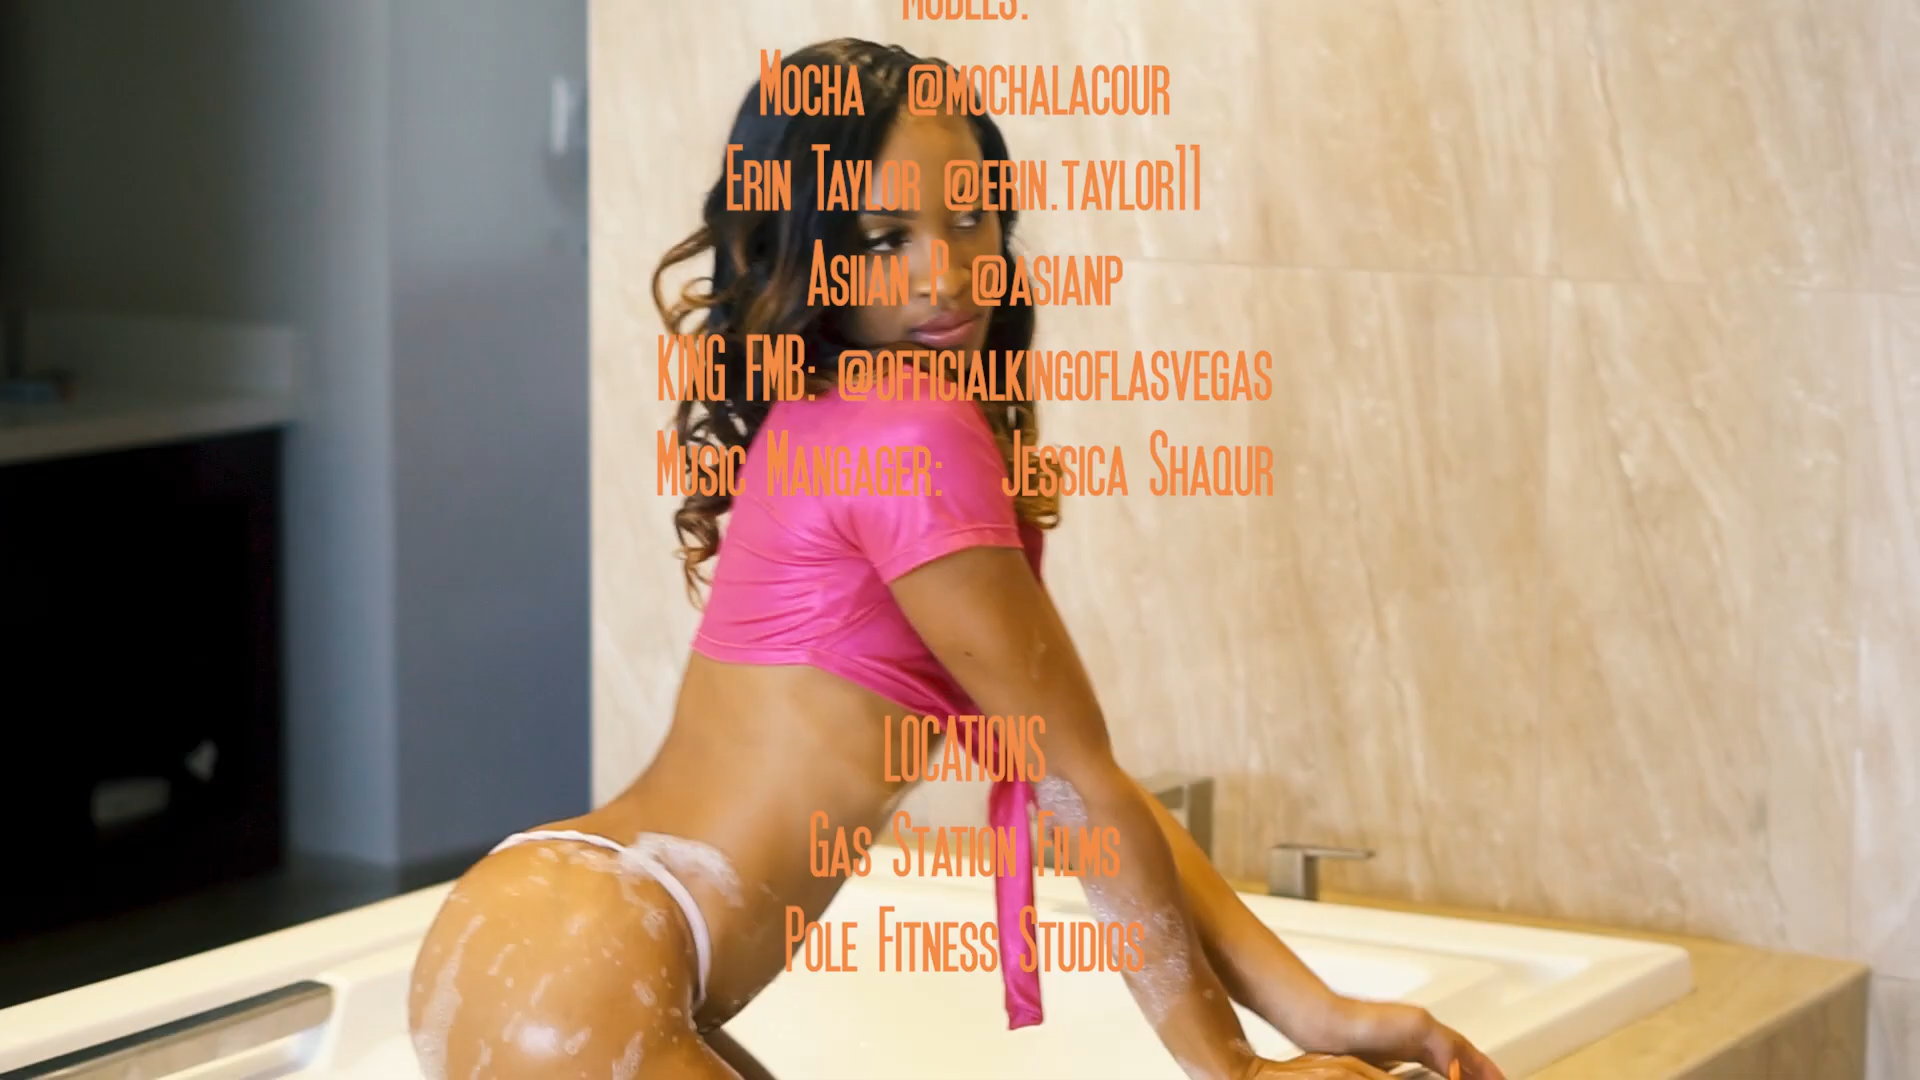 MODELS:
Mocha @mochalacour
Erin Taylor @erin.taylor11
Asiian P @asianp
KING FMB: @officialkingoflasvegas
Music Mangager: Jessica Shaqur
LOCATIONS
Gas Station Films
Pole Fitness Studios